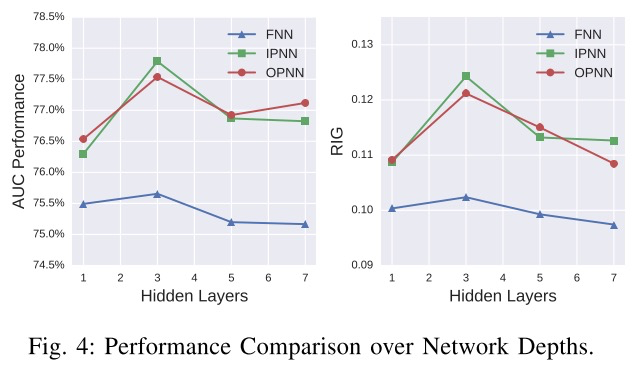 78.5%
78.0%
77.5%
77.0%
76.5%
76.0%
75.5%
75.0%
74.5%
AUC Performance
FNN
IPNN
OPNN
1 2 3 4 5 6 7
Hidden Layers
0.13
0.12
0.11
0.10
0.09
RIG
FNN
IPNN
OPNN
1 2 3 4 5 6 7
Hidden Layers
Fig. 4: Performance Comparison over Network Depths.